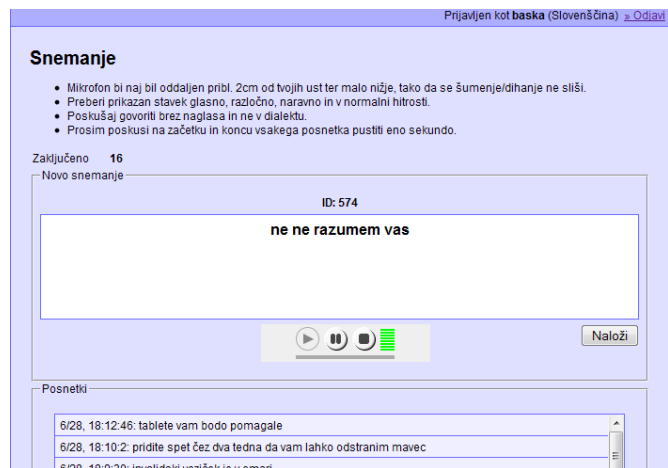 Prijavljen kot baska (Slovenščina) » Odjavi
Snemanje
• Mikrofon bi naj bil oddaljen pribl. 2cm od tvojih ust ter malo nižje, tako da se šumenje/dihanje ne sliši.
• Preberi prikazan stavek glasno, razločno, naravno in v normalni hitrosti.
• Poskušaj govoriti brez naglasa in ne v dialektu.
• Prosim poskusi na začetku in koncu vsakega posnetka pustiti eno sekundo.
Zaključeno 16
Novo snemanje
ID: 574
ne ne razumem vas
Naloži
Posnetki
6/28, 18:12:46: tablete vam bodo pomagale
6/28, 18:10:2: pridite spet čez dva tedna da vam lahko odstranim mavec